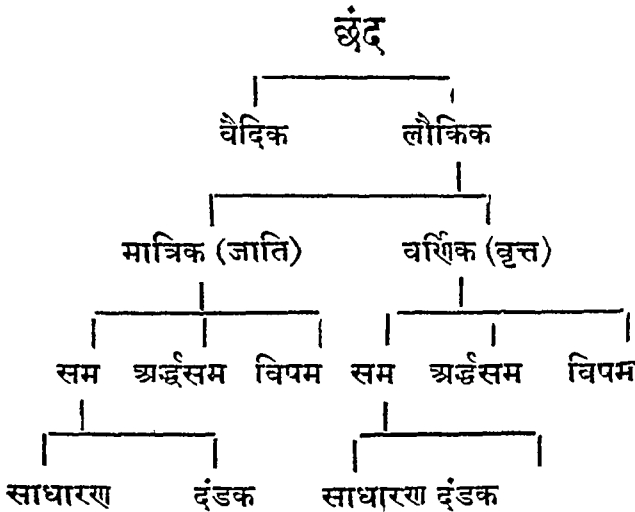 छंद
वैदिक लौकिक
मात्रिक (जाति) वर्णिक (वृत्त)
सम अर्द्धसम विषम सम अर्द्धसम विषम
साधारण दंडक साधारण दंडक